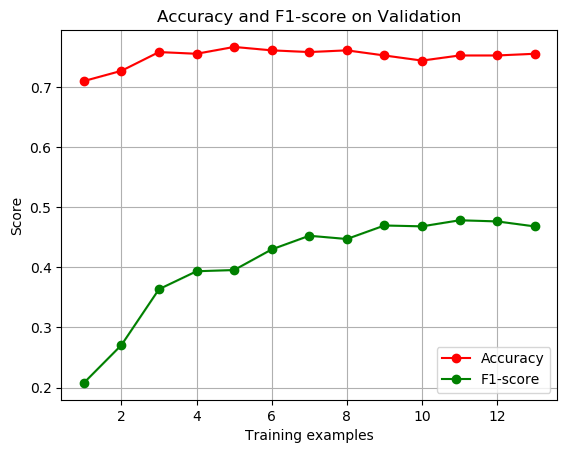 Accuracy and F1-score on Validation
0.7
0.6
0.5
0.4
0.3
0.2
Score
2 4 6 8 10 12
Training examples
Accuracy
F1-score